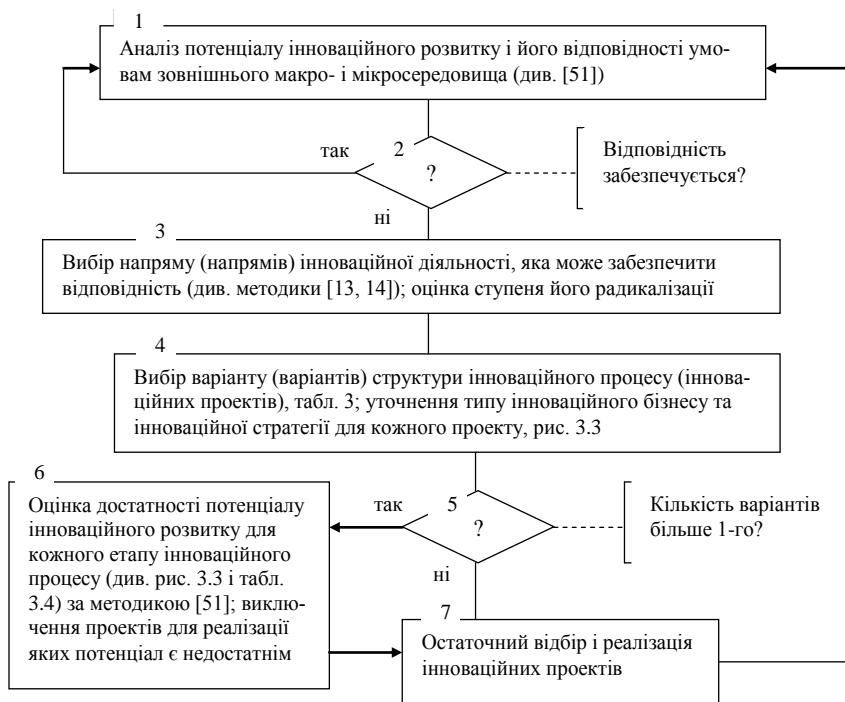 1
Аналіз потенціалу інноваційного розвитку і його відповідності умо-
вам зовнішнього макро- і мікросередовища (див. [51])
так
2
?
Відповідність
забезпечується?
ні
3
Вибір напряму (напрямів) інноваційної діяльності, яка може забезпечити
відповідність (див. методики [13, 14]); оцінка ступеня його радикалізації
4
Вибір варіанту (варіантів) структури інноваційного процесу (іннова-
ційних проектів), табл. 3; уточнення типу інноваційного бізнесу та
інноваційної стратегії для кожного проекту, рис. 3.3
так
5
?
Кількість варіантів
більше 1-го?
ні
6
Оцінка достатності потенціалу
інноваційного розвитку для
кожного етапу інноваційного
процесу (див. рис. 3.3 і табл.
3.4) за методикою [51]; виклю-
чення проектів для реалізації
яких потенціал є недостатнім
7
Остаточний відбір і реалізація
інноваційних проектів